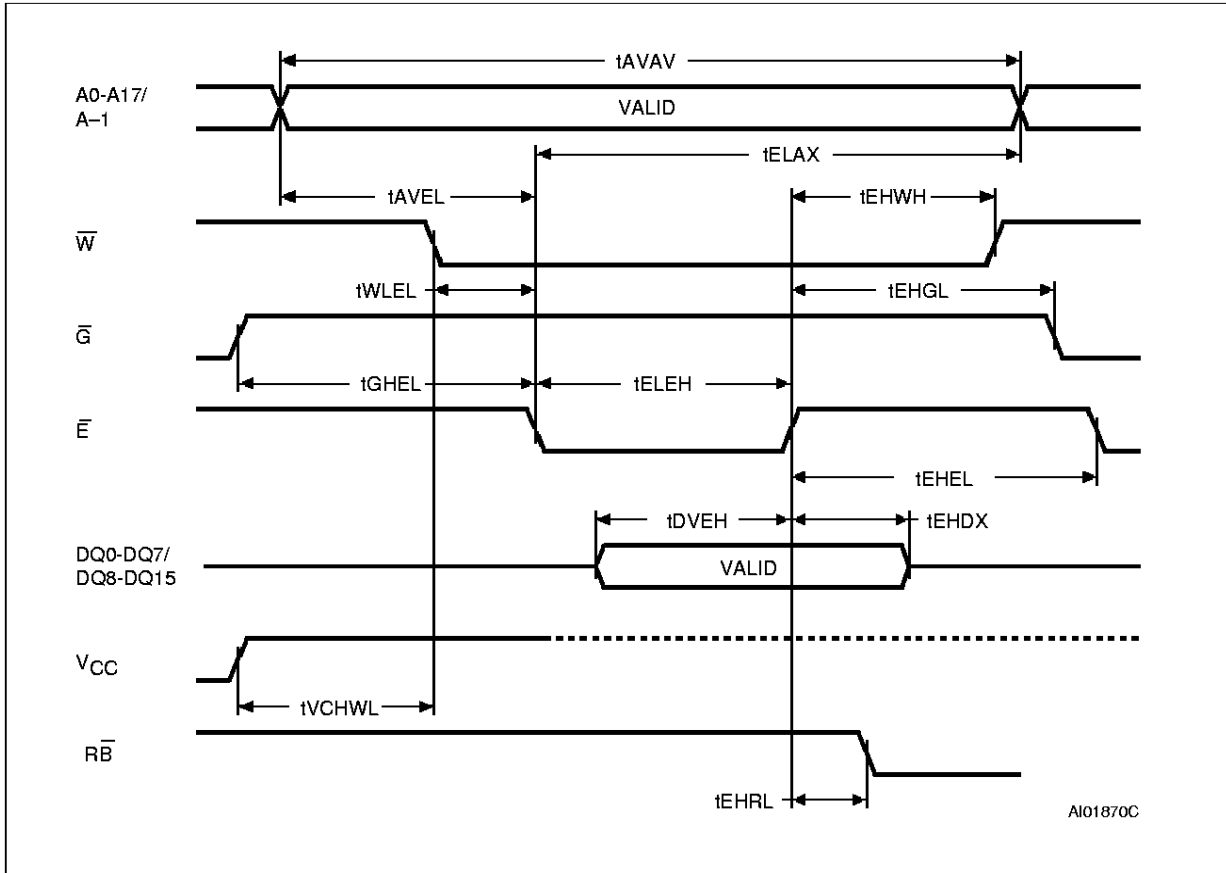 tAVAV
A0-A17/
A–1
VALID
tELAX
tAVEL
tEHWH
W̅
tWLEL
tEHGL
G̅
tGHEL
tELEH
E̅
tEHEL
tDVEH
tEHDX
DQ0-DQ7/
DQ8-DQ15
VALID
VCC
tVCHWL
RB̅
tEHRL
AI01870C